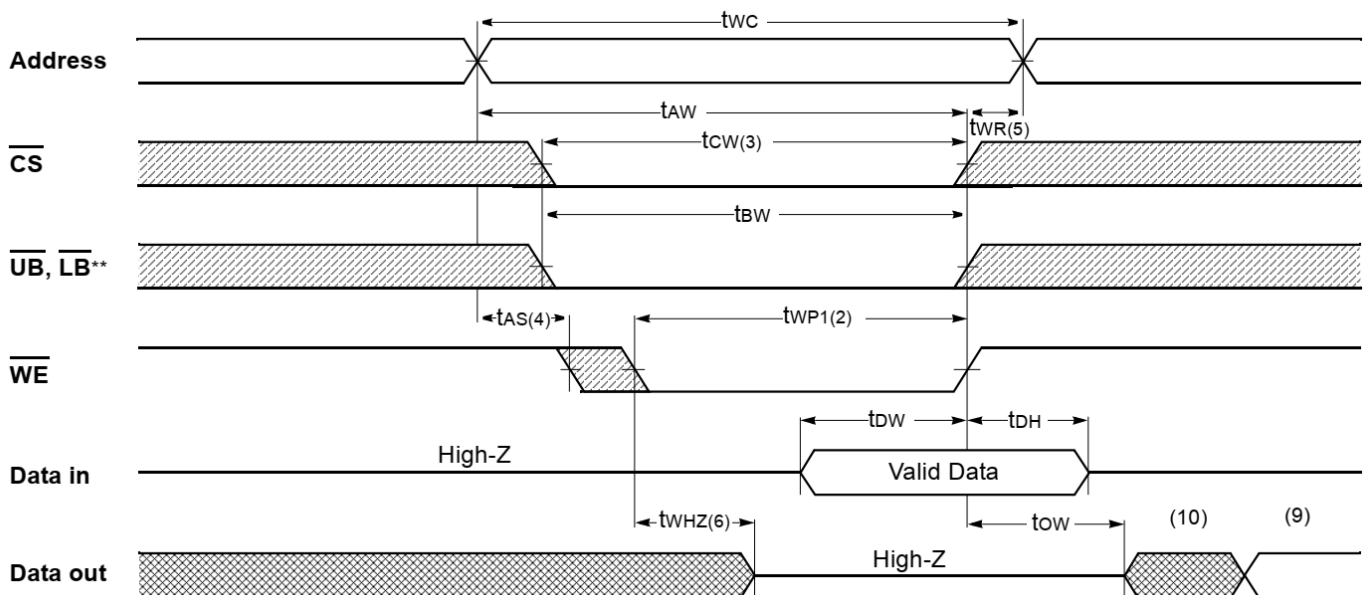 tWC
Address
tAW
tWR(5)
tCW(3)
CS
tBW
UB, LB**
tAS(4)
tWP1(2)
WE
tDW
tDH
High-Z
Valid Data
Data in
tWHZ(6)
tOW
(10)
(9)
High-Z
Data out